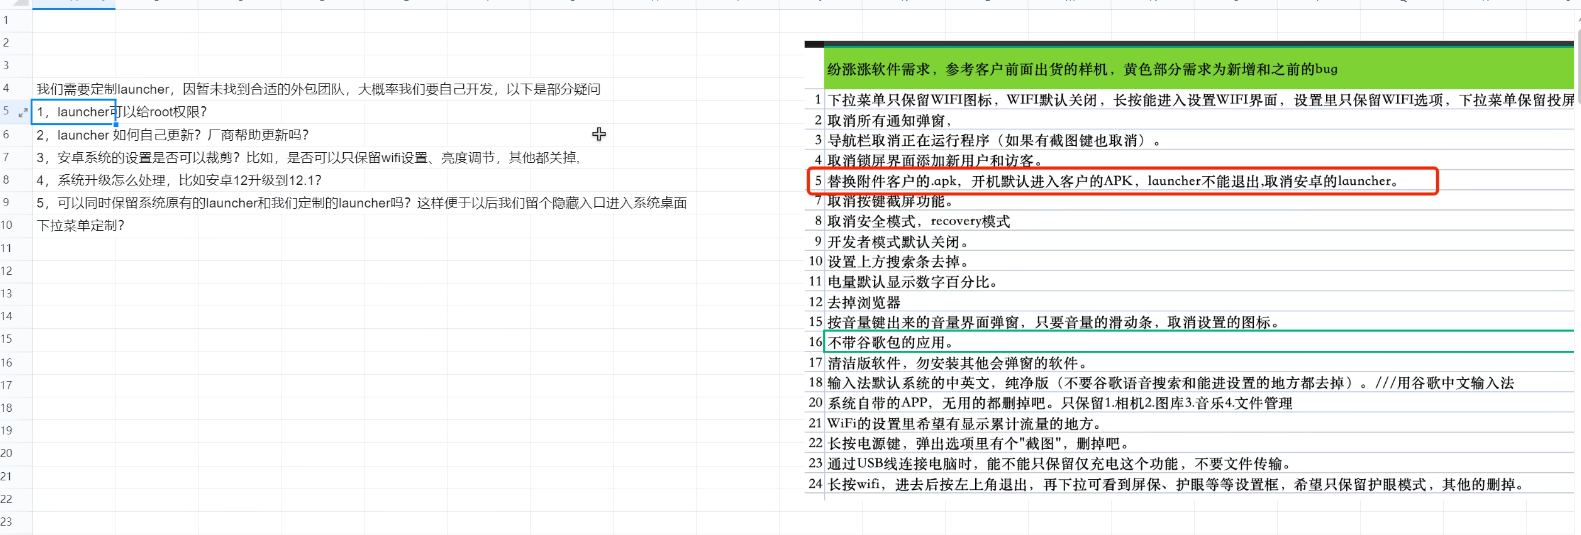 1
2
3
4 我们需要定制launcher，因暂未找到合适的外包团队，大概率我们要自己开发，以下是部分疑问
5 1，launcher可以给root权限？
6 2，launcher 如何自己更新？厂商帮助更新吗？
7 3，安卓系统的设置是否可以裁剪？比如，是否可以只保留wifi设置、亮度调节，其他都关掉.
8 4，系统升级怎么处理，比如安卓12升级到12.1？
9 5，可以同时保留系统原有的launcher和我们定制的launcher吗？这样便于以后我们留个隐藏入口进入系统桌面
10 下拉菜单定制？
11
12
13
14
15
16
17
18
19
20
21
22
23
纷涨涨软件需求，参考客户前面出货的样机，黄色部分需求为新增和之前的bug
1 下拉菜单只保留WIFI图标，WIFI默认关闭，长按能进入设置WIFI界面，设置里只保留WIFI选项，下拉菜单保留投屏
2 取消所有通知弹窗，
3 导航栏取消正在运行程序（如果有截图键也取消）。
4 取消锁屏界面添加新用户和访客。
5 替换附件客户的.apk，开机默认进入客户的APK，launcher不能退出,取消安卓的launcher。
7 取消按键截屏功能。
8 取消安全模式，recovery模式
9 开发者模式默认关闭。
10 设置上方搜索条去掉。
11 电量默认显示数字百分比。
12 去掉浏览器
15 按音量键出来的音量界面弹窗，只要音量的滑动条，取消设置的图标。
16 不带谷歌包的应用。
17 清洁版软件，勿安装其他会弹窗的软件。
18 输入法默认系统的中英文，纯净版（不要谷歌语音搜索和能进设置的地方都去掉）。///用谷歌中文输入法
20 系统自带的APP，无用的都删掉吧。只保留1.相机2.图库3.音乐4.文件管理
21 WiFi的设置里希望有显示累计流量的地方。
22 长按电源键，弹出选项里有个"截图"，删掉吧。
23 通过USB线连接电脑时，能不能只保留仅充电这个功能，不要文件传输。
24 长按wifi，进去后按左上角退出，再下拉可看到屏保、护眼等等设置框，希望只保留护眼模式，其他的删掉。